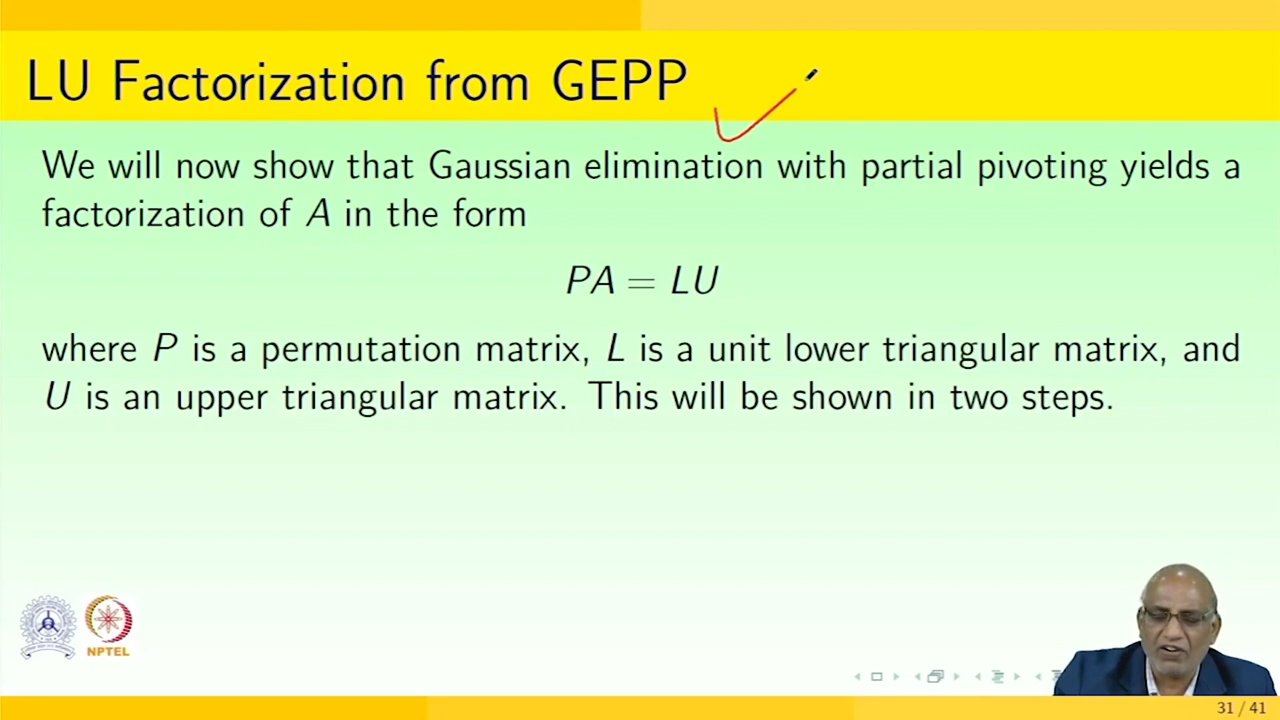 LU Factorization from GEPP
We will now show that Gaussian elimination with partial pivoting yields a
factorization of A in the form
PA = LU
where P is a permutation matrix, L is a unit lower triangular matrix, and
U is an upper triangular matrix. This will be shown in two steps.
NPTEL
31 / 41